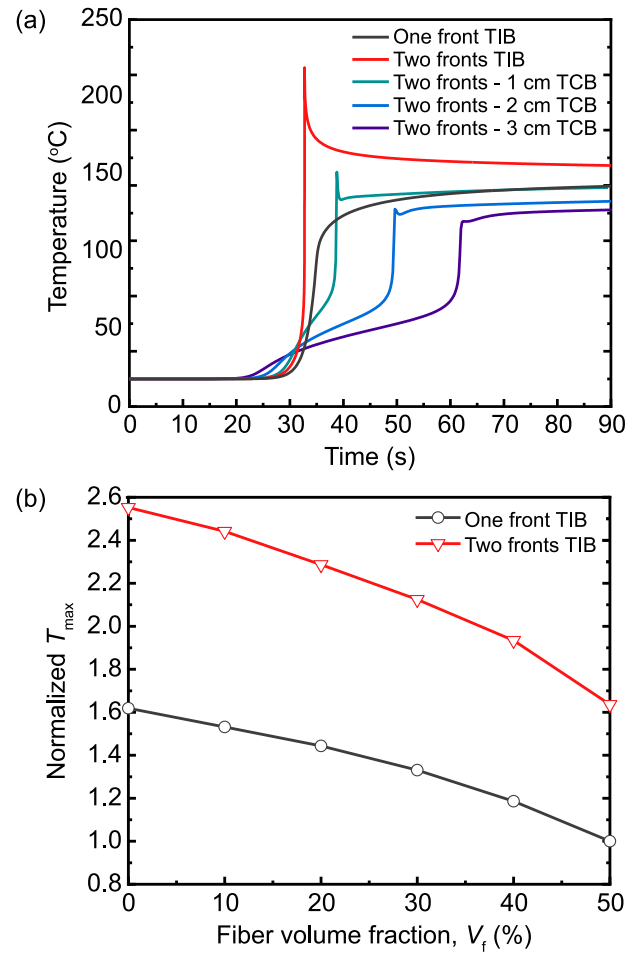 (a)
250
200
150
100
50
0
Temperature (°C)
One front TIB
Two fronts TIB
Two fronts - 1 cm TCB
Two fronts - 2 cm TCB
Two fronts - 3 cm TCB
0 10 20 30 40 50 60 70 80 90
Time (s)
(b)
2.6
2.4
2.2
2.0
1.8
1.6
1.4
1.2
1.0
0.8
Normalized Tmax
One front TIB
Two fronts TIB
0 10 20 30 40 50
Fiber volume fraction, Vf (%)